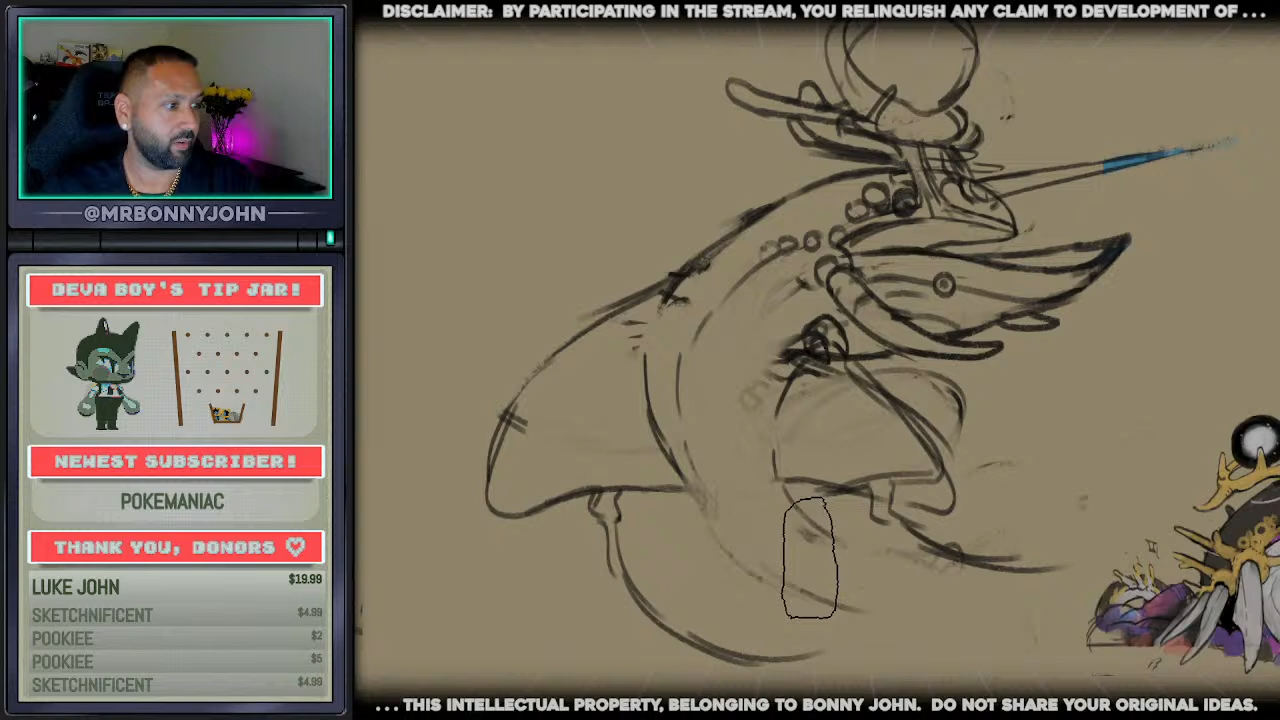 DISCLAIMER: BY PARTICIPATING IN THE STREAM, YOU RELINQUISH ANY CLAIM TO DEVELOPMENT OF . . .
@MRBONNYJOHN
DEVA BOY'S TIP JAR!
NEWEST SUBSCRIBER!
POKEMANIAC
THANK YOU, DONORS
LUKE JOHN $19.99
SKETCHNIFICENT $4.99
POOKIEE $2
POOKIEE $5
SKETCHNIFICENT $4.99
. . . THIS INTELLECTUAL PROPERTY, BELONGING TO BONNY JOHN. DO NOT SHARE YOUR ORIGINAL IDEAS.